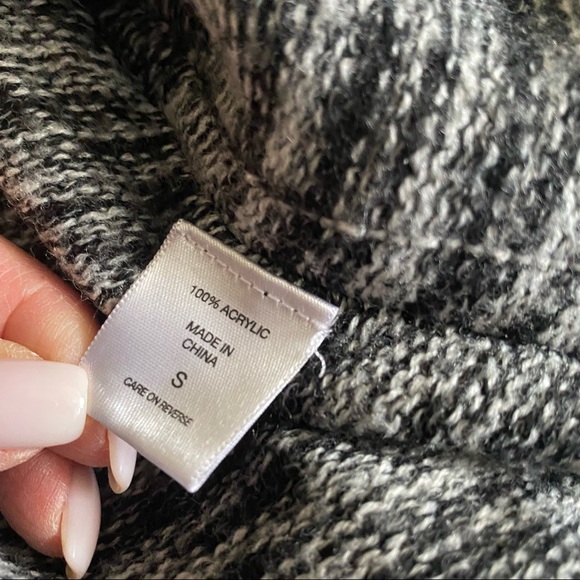 100% ACRYLIC
MADE IN
CHINA
S
CARE ON REVERSE